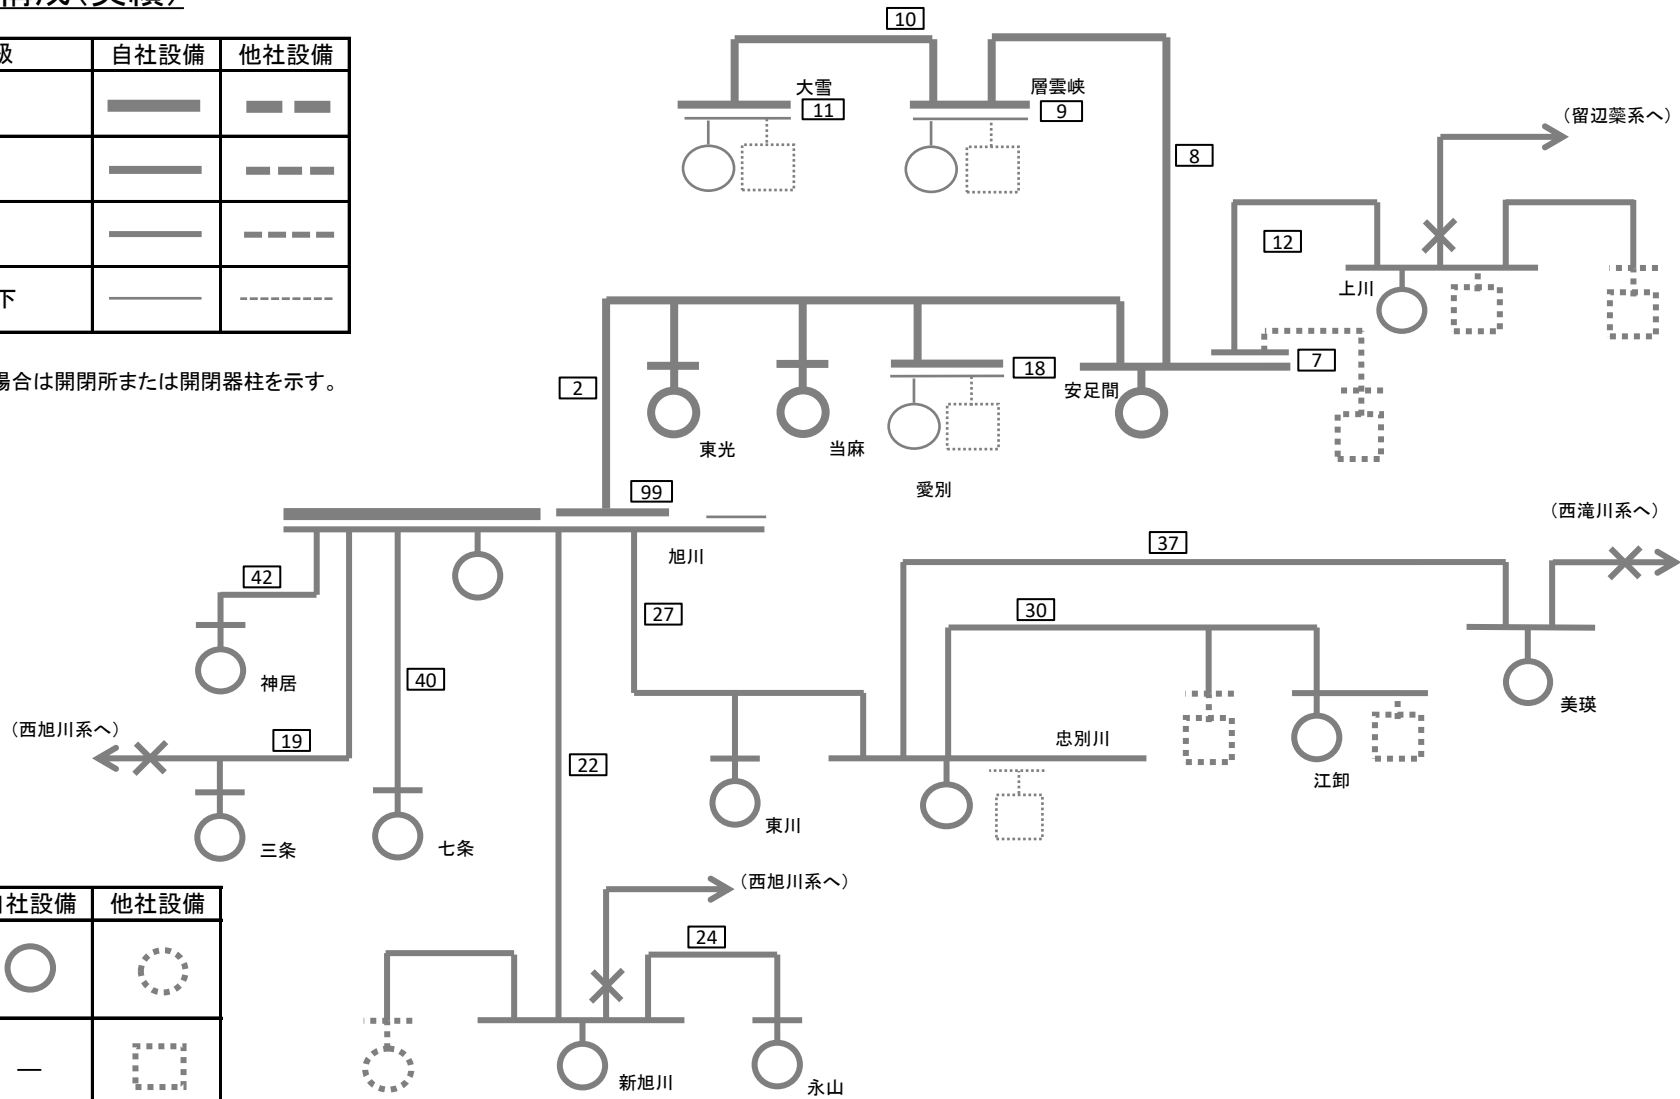 構成(実績)
級 自社設備 他社設備
下
場合は開閉所または開閉器柱を示す。
10
大雪
11
層雲峡
9
8
(留辺蘂系へ)
12
上川
7
2
東光
当麻
18
愛別
安足間
99
旭川
42
神居
27
40
(西旭川系へ)
19
三条
七条
22
東川
37
30
忠別川
江卸
(西滝川系へ)
美瑛
自社設備 他社設備
―
(西旭川系へ)
24
新旭川
永山